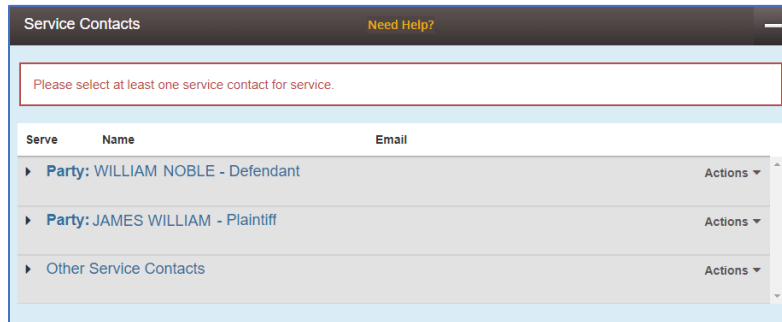 Service Contacts Need Help?
Please select at least one service contact for service.
Serve Name Email
Party: WILLIAM NOBLE - Defendant Actions
Party: JAMES WILLIAM - Plaintiff Actions
Other Service Contacts Actions